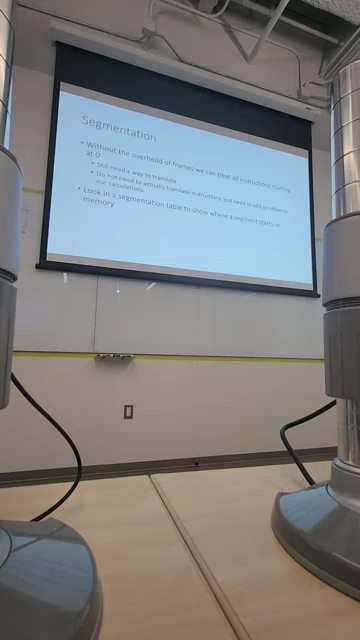 Segmentation
• Without the overhead of frames we can treat all instructions starting
at 0
• Still need a way to translate
• Do not need to actually translate instructions, just need to add an offset to
our calculations
• Look in a segmentation table to show where a segment starts in
memory